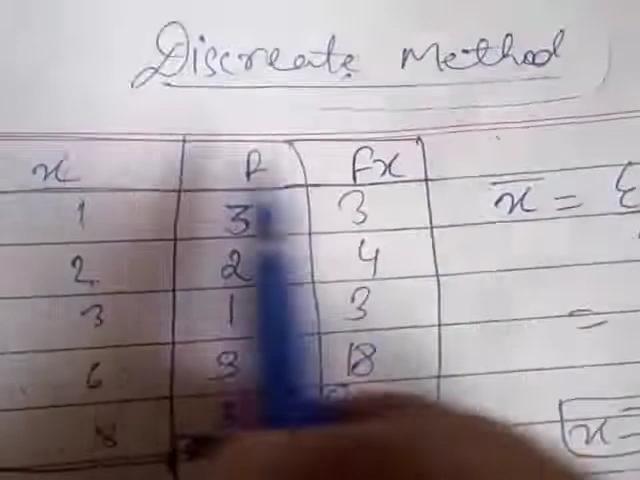 Discreate Method
x F Fx
1 3 3
2 2 4
3 1 3
6 3 18
8
x̄ = Σ
=
x =